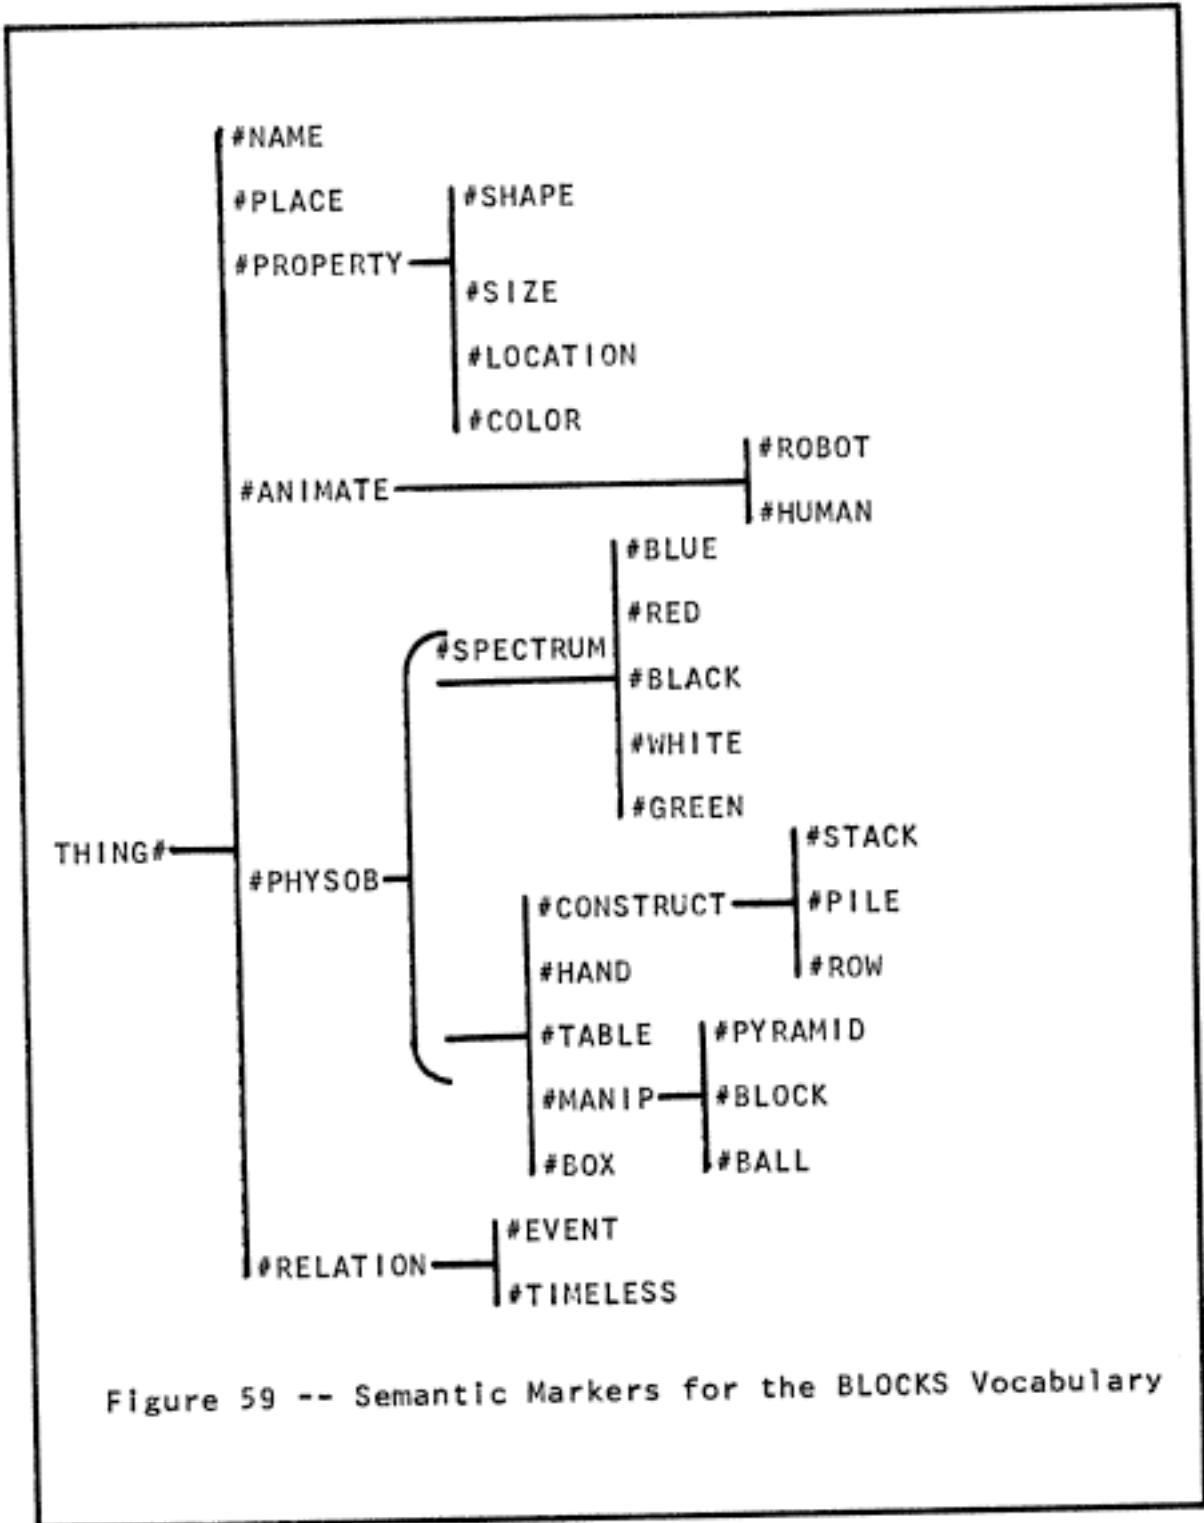 #NAME
#PLACE
#PROPERTY
#SHAPE
#SIZE
#LOCATION
#COLOR
#ANIMATE
#ROBOT
#HUMAN
THING#
#PHYSOB
#SPECTRUM
#BLUE
#RED
#BLACK
#WHITE
#GREEN
#CONSTRUCT
#STACK
#PILE
#ROW
#HAND
#TABLE
#MANIP
#PYRAMID
#BLOCK
#BALL
#BOX
#RELATION
#EVENT
#TIMELESS
Figure 59 -- Semantic Markers for the BLOCKS Vocabulary